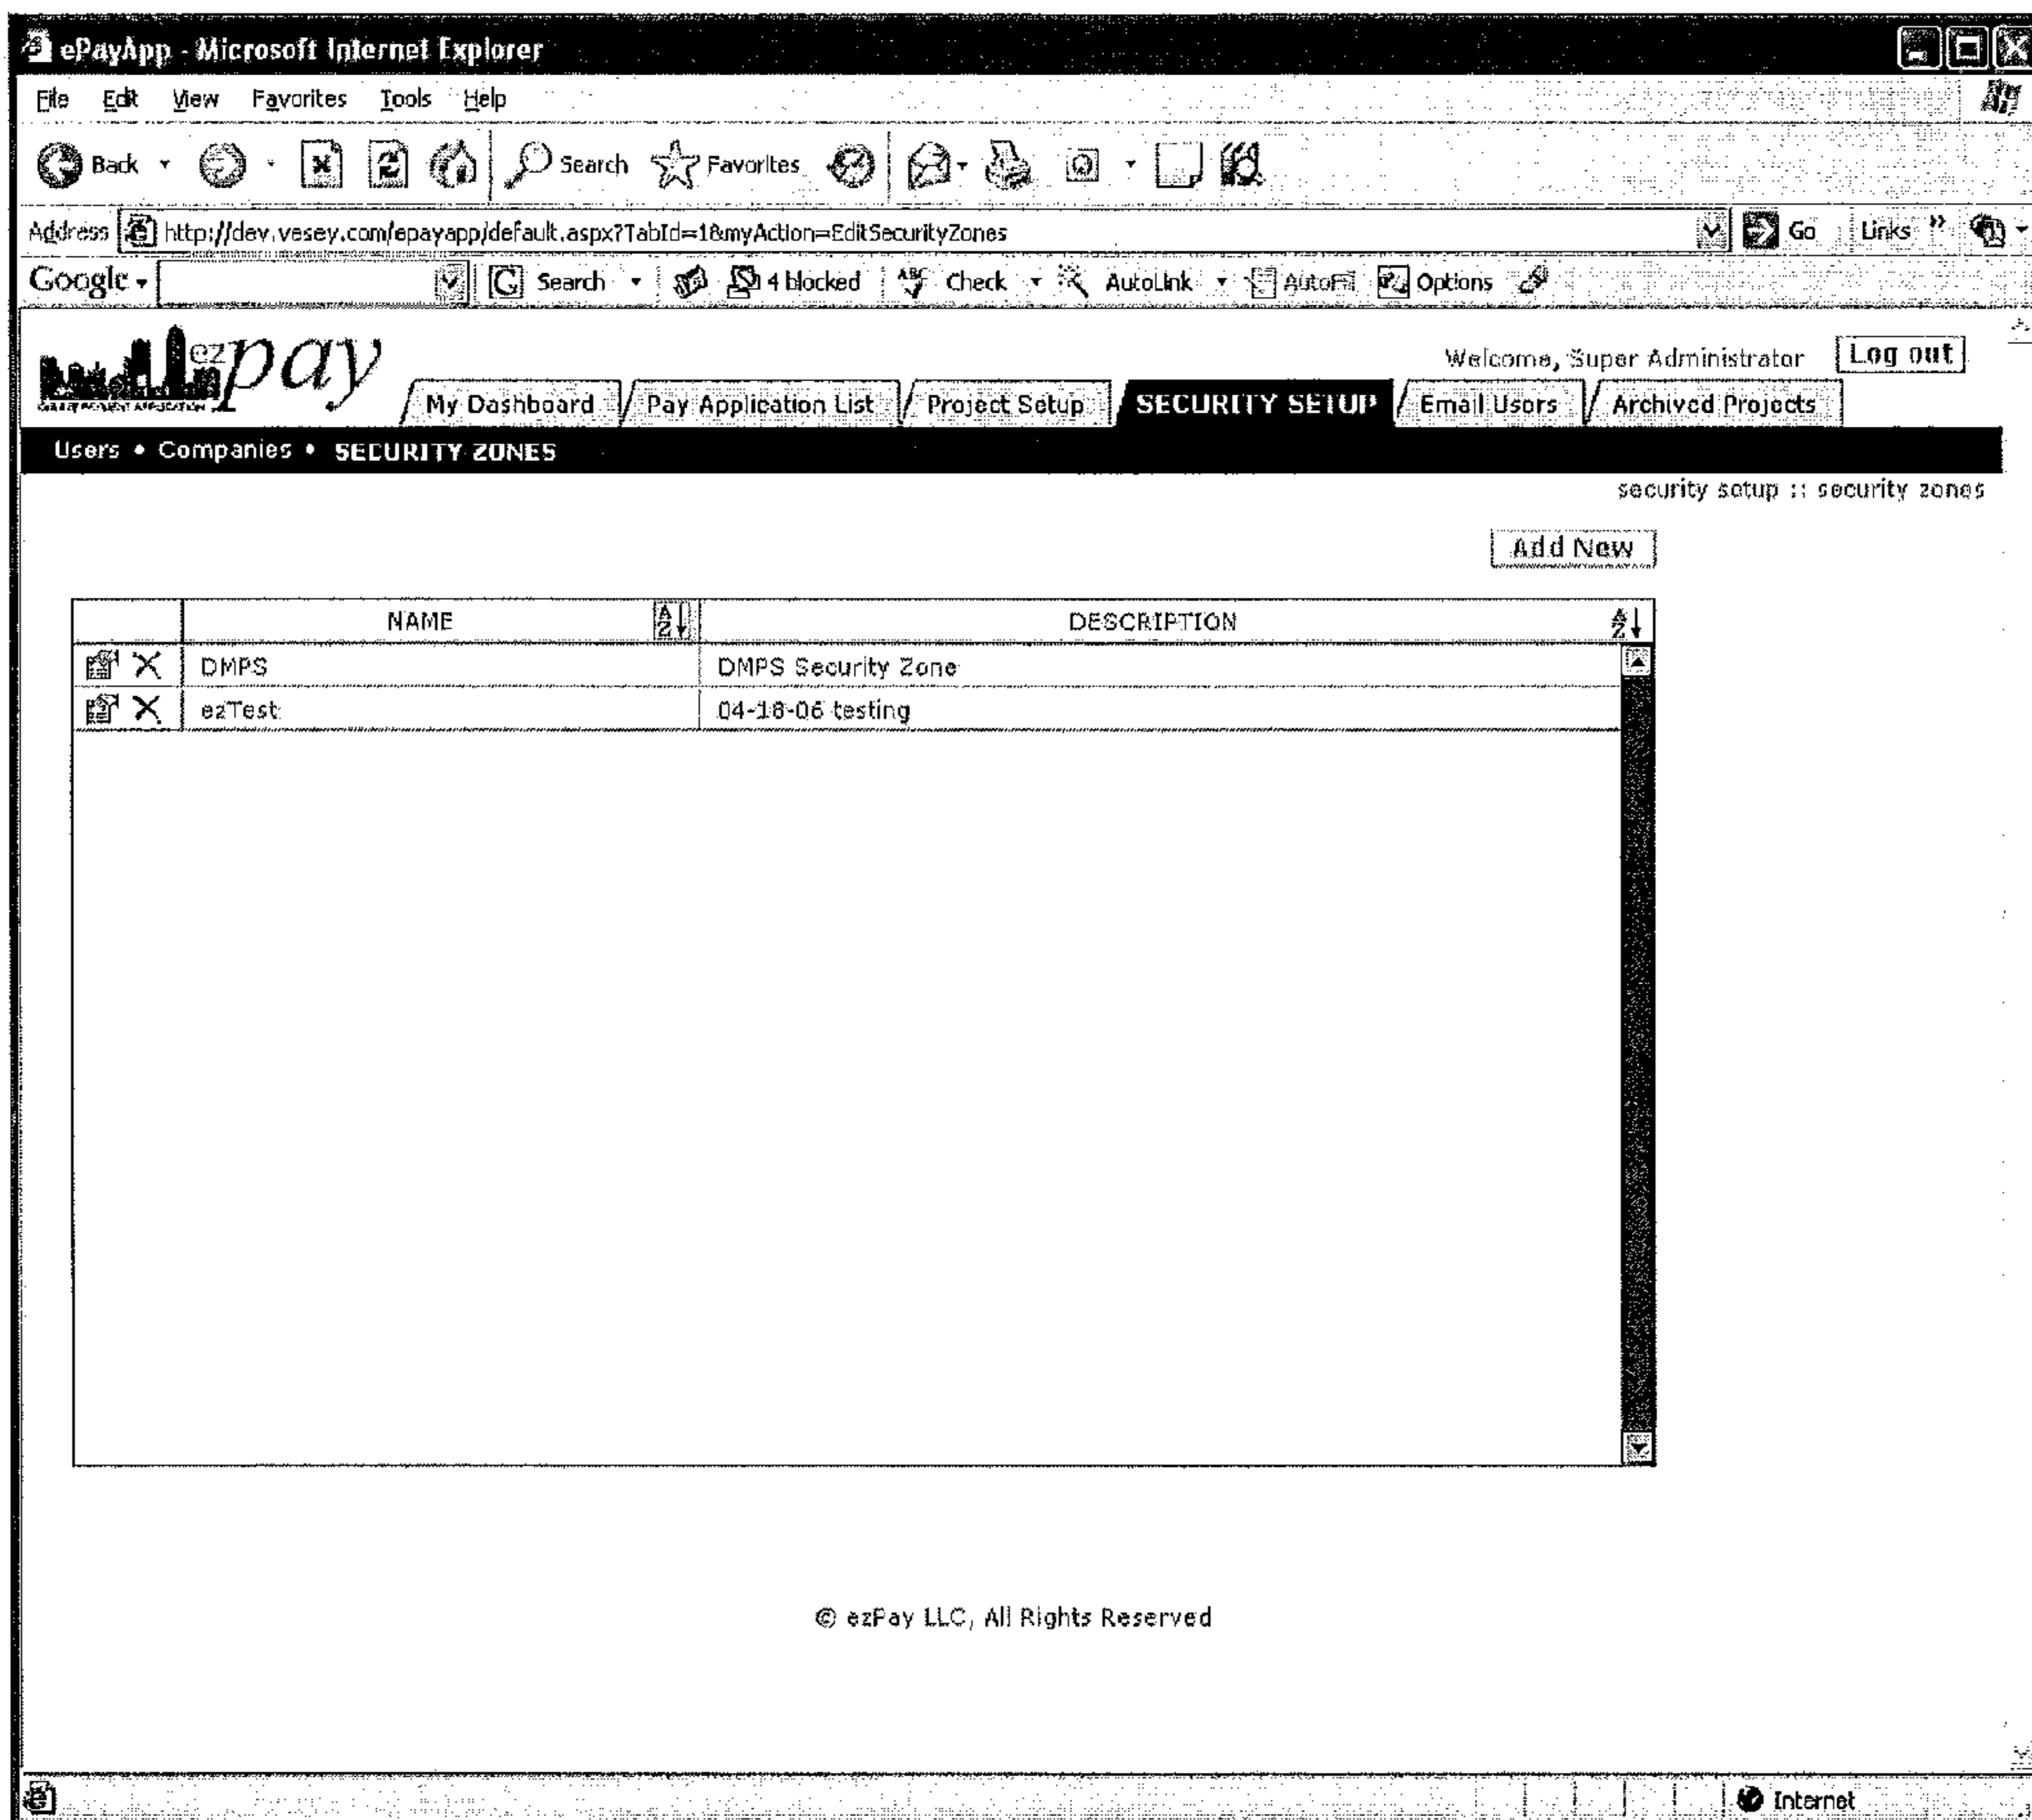 ePayApp - Microsoft Internet Explorer
File Edit View Favorites Tools Help
Back Search Favorites
Address http://dev.vesey.com/epayapp/default.aspx?TabId=1&myAction=EditSecurityZones Go Links »
Google Search 4 blocked ABC Check AutoLink AutoFill Options
ez pay
Welcome, Super Administrator Log out
My Dashboard Pay Application List Project Setup SECURITY SETUP Email Users Archived Projects
Users • Companies • SECURITY ZONES
security setup :: security zones
Add New
NAME DESCRIPTION
DMPS DMPS Security Zone
ezTest 04-18-06 testing
© ezPay LLC, All Rights Reserved
Internet